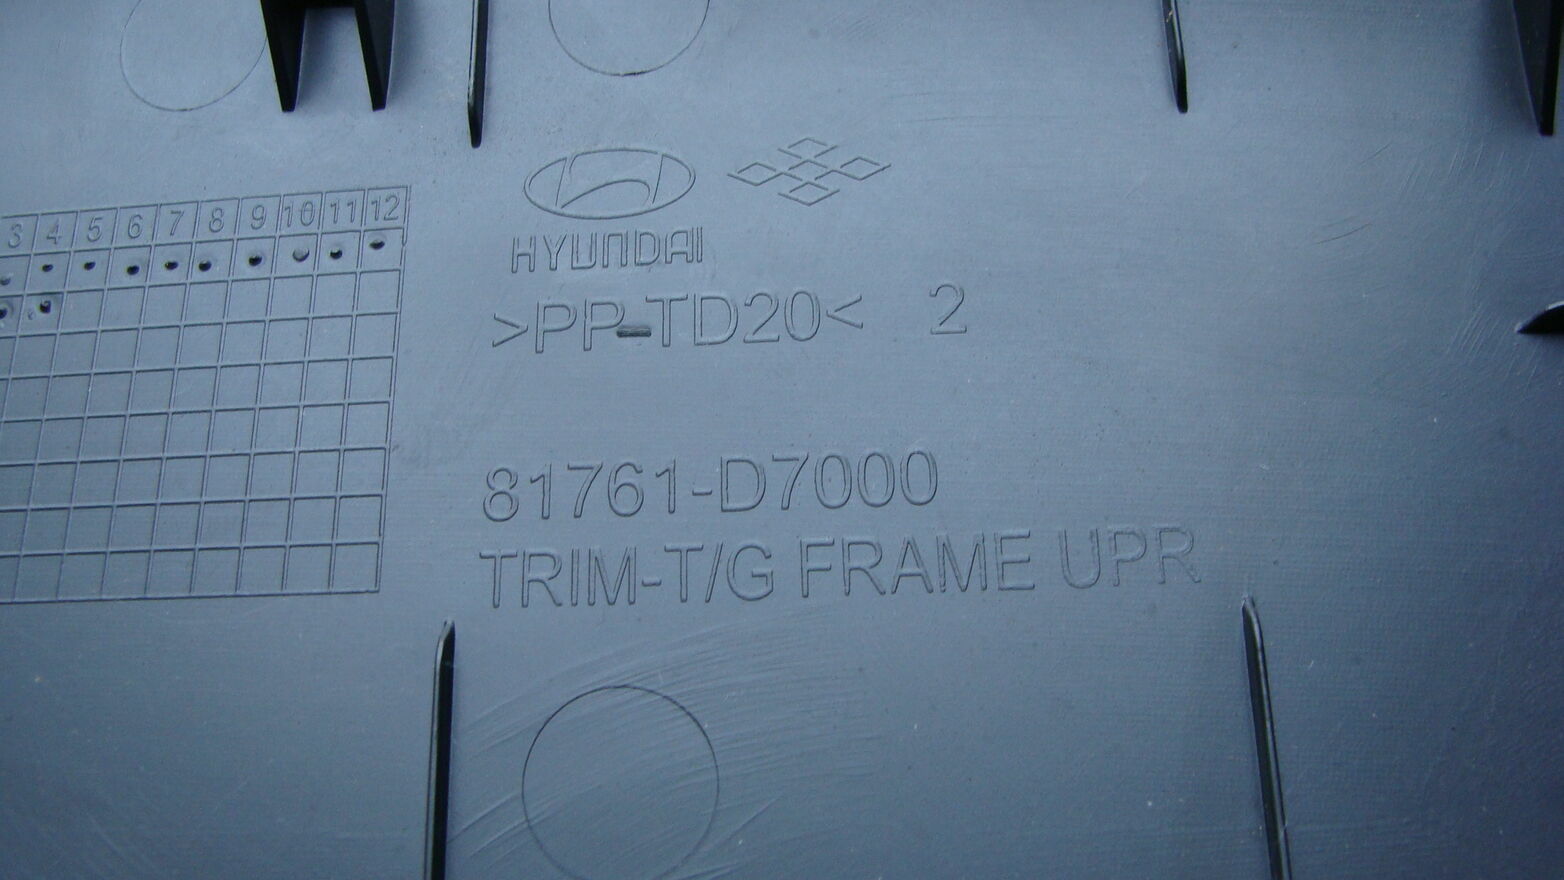 3 4 5 6 7 8 9 10 11 12
HYUNDAI
>PP-TD20< 2
81761-D7000
TRIM-T/G FRAME UPR